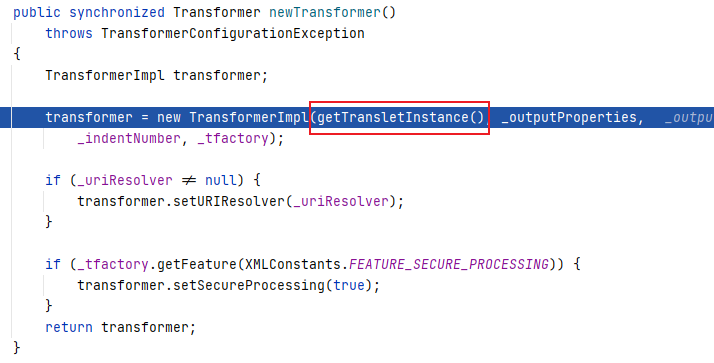 public synchronized Transformer newTransformer()
    throws TransformerConfigurationException
{
    TransformerImpl transformer;
    transformer = new TransformerImpl(getTransletInstance(), _outputProperties,  _outpu
        _indentNumber, _tfactory);
    if (_uriResolver ≠ null) {
        transformer.setURIResolver(_uriResolver);
    }
    if (_tfactory.getFeature(XMLConstants.FEATURE_SECURE_PROCESSING)) {
        transformer.setSecureProcessing(true);
    }
    return transformer;
}